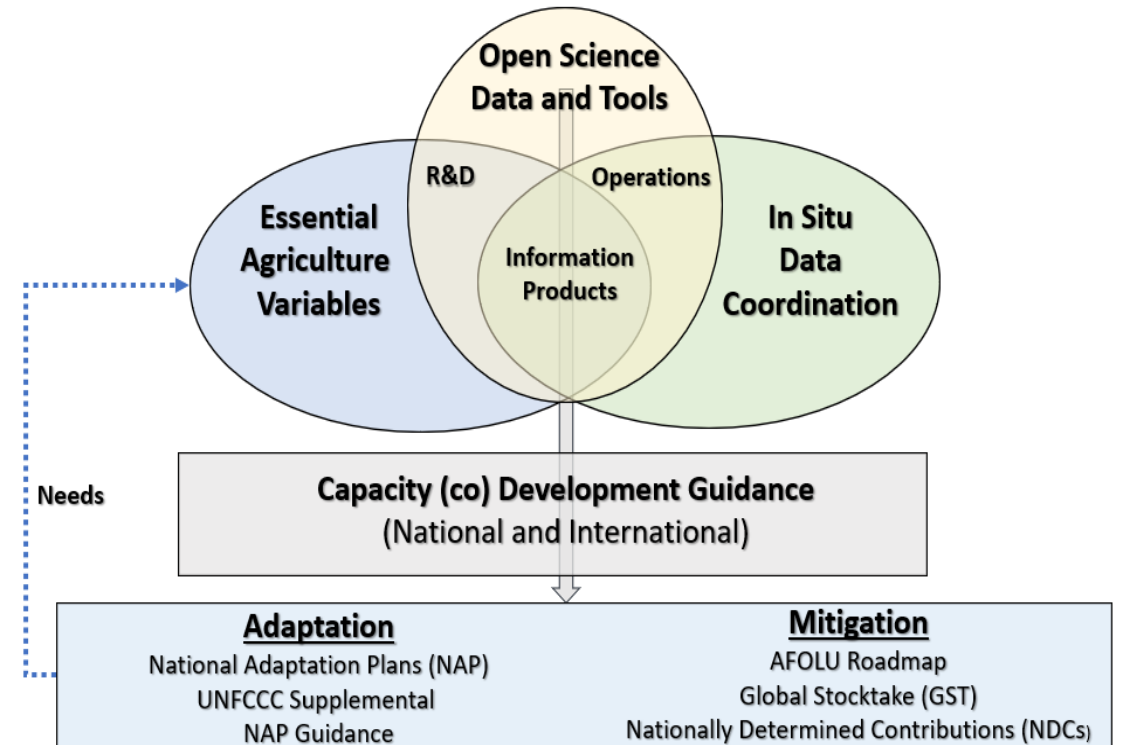 Open Science
Data and Tools
R&D
Operations
Essential
Agriculture
Variables
In Situ
Data
Coordination
Information
Products
Needs
Capacity (co) Development Guidance
(National and International)
Adaptation
National Adaptation Plans (NAP)
UNFCCC Supplemental
NAP Guidance
Mitigation
AFOLU Roadmap
Global Stocktake (GST)
Nationally Determined Contributions (NDCs)